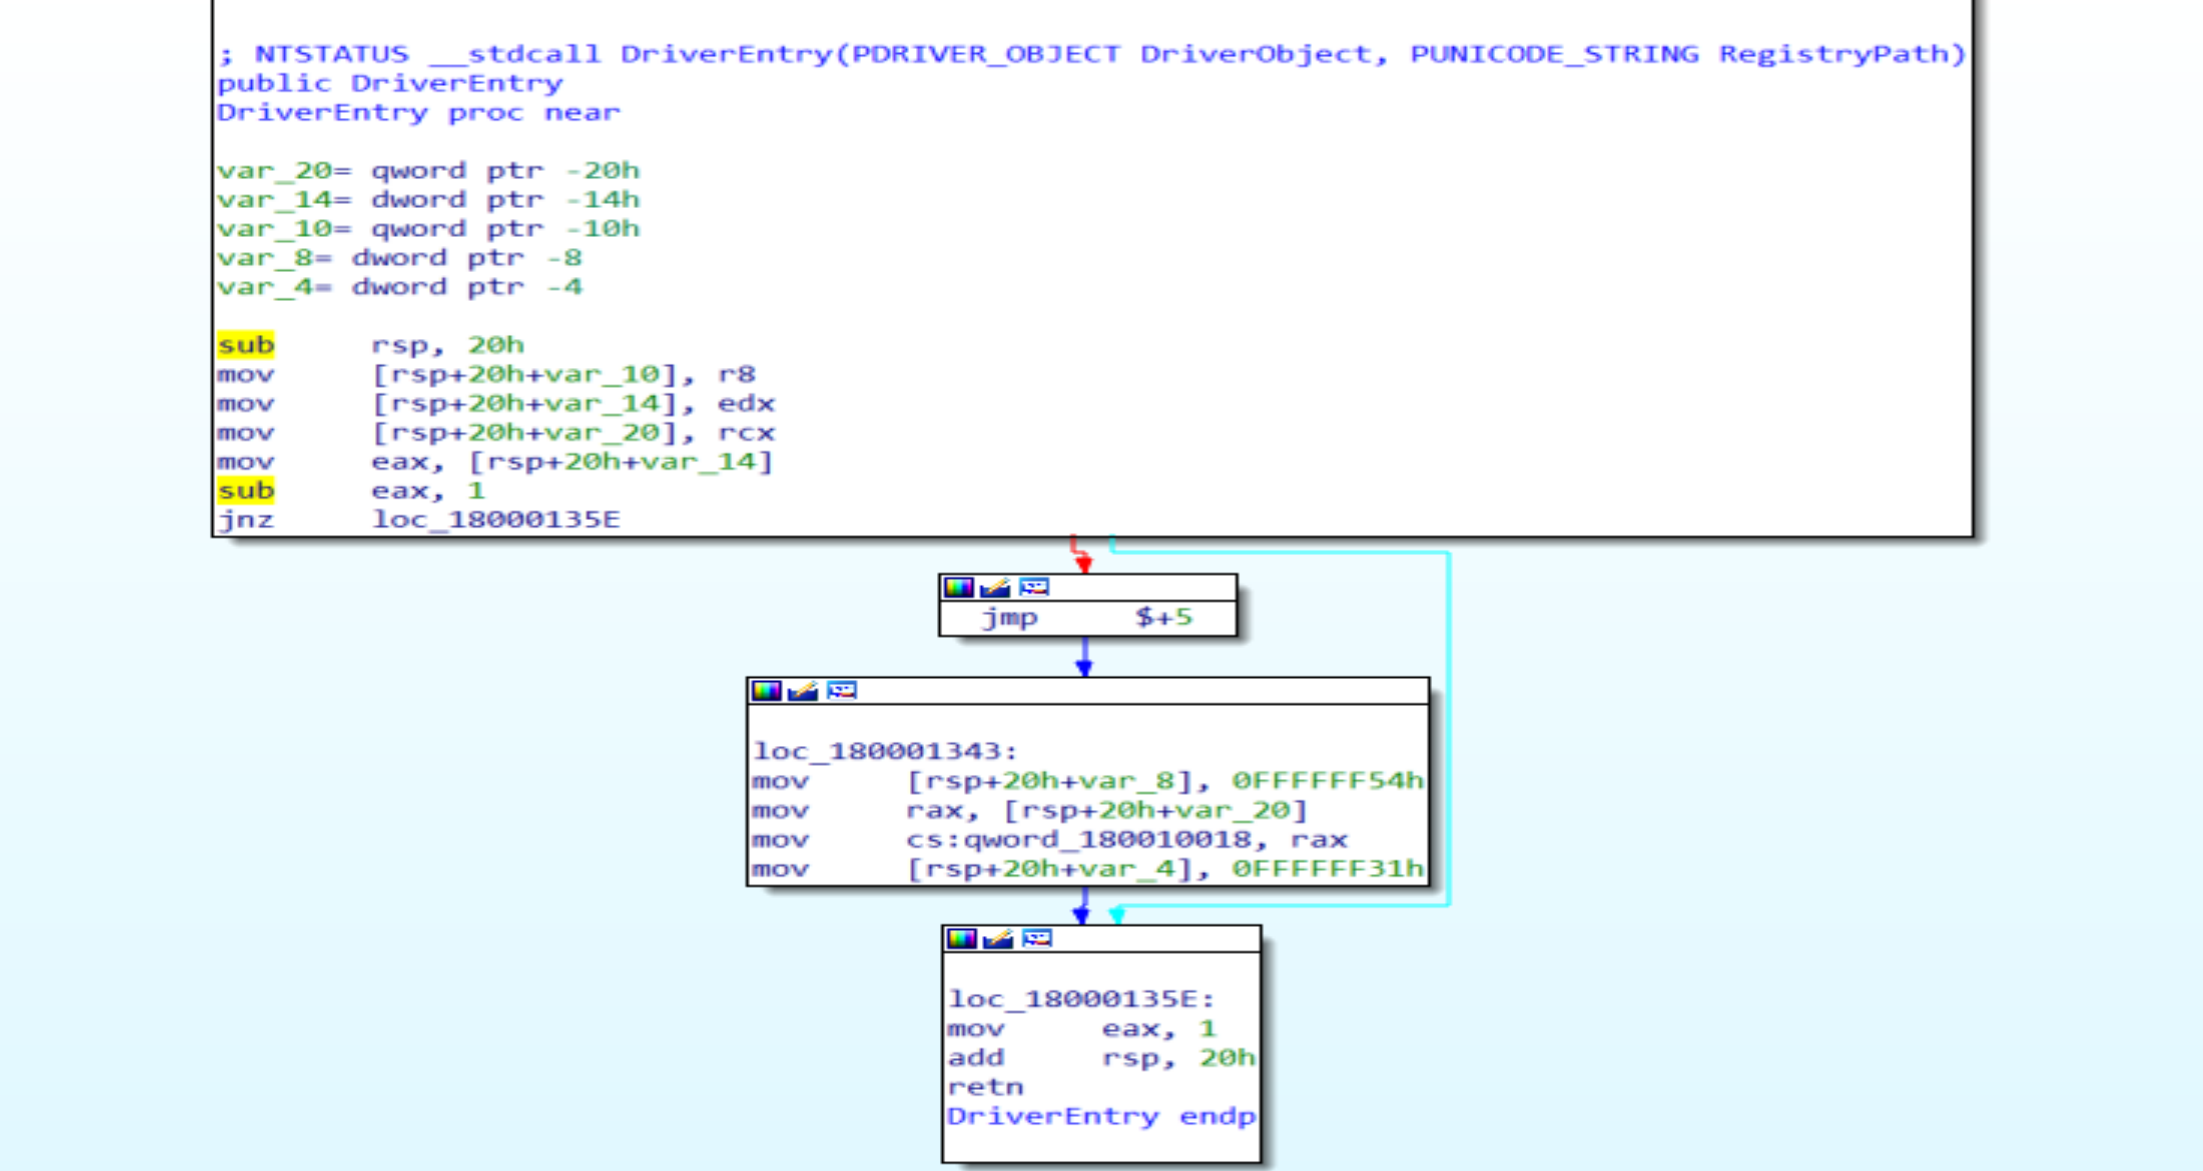 ; NTSTATUS __stdcall DriverEntry(PDRIVER_OBJECT DriverObject, PUNICODE_STRING RegistryPath)
public DriverEntry
DriverEntry proc near
var_20= qword ptr -20h
var_14= dword ptr -14h
var_10= qword ptr -10h
var_8= dword ptr -8
var_4= dword ptr -4
sub rsp, 20h
mov [rsp+20h+var_10], r8
mov [rsp+20h+var_14], edx
mov [rsp+20h+var_20], rcx
mov eax, [rsp+20h+var_14]
sub eax, 1
jnz loc_18000135E
jmp $+5
loc_180001343:
mov [rsp+20h+var_8], 0FFFFFF54h
mov rax, [rsp+20h+var_20]
mov cs:qword_180010018, rax
mov [rsp+20h+var_4], 0FFFFFF31h
loc_18000135E:
mov eax, 1
add rsp, 20h
retn
DriverEntry endp